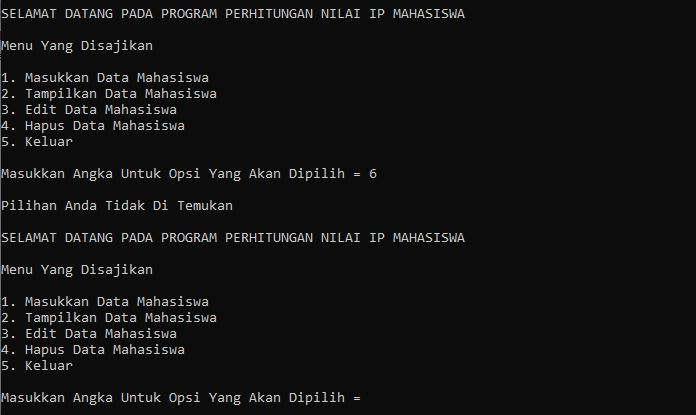 SELAMAT DATANG PADA PROGRAM PERHITUNGAN NILAI IP MAHASISWA
Menu Yang Disajikan
1. Masukkan Data Mahasiswa
2. Tampilkan Data Mahasiswa
3. Edit Data Mahasiswa
4. Hapus Data Mahasiswa
5. Keluar
Masukkan Angka Untuk Opsi Yang Akan Dipilih = 6
Pilihan Anda Tidak Di Temukan
SELAMAT DATANG PADA PROGRAM PERHITUNGAN NILAI IP MAHASISWA
Menu Yang Disajikan
1. Masukkan Data Mahasiswa
2. Tampilkan Data Mahasiswa
3. Edit Data Mahasiswa
4. Hapus Data Mahasiswa
5. Keluar
Masukkan Angka Untuk Opsi Yang Akan Dipilih =